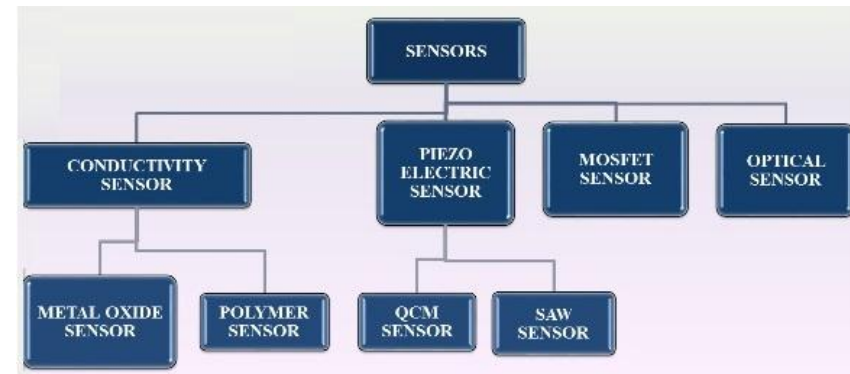 SENSORS
CONDUCTIVITY
SENSOR
PIEZO
ELECTRIC
SENSOR
MOSFET
SENSOR
OPTICAL
SENSOR
METAL OXIDE
SENSOR
POLYMER
SENSOR
QCM
SENSOR
SAW
SENSOR